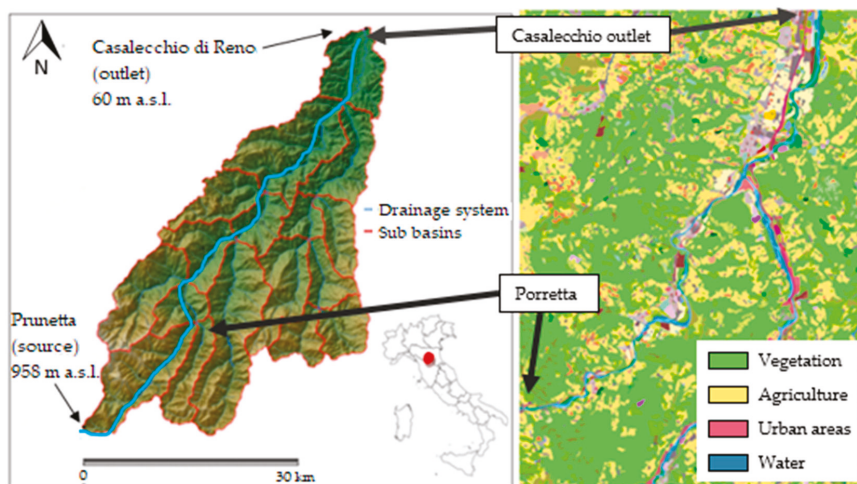 Casalecchio di Reno
(outlet)
60 m a.s.l.
N
Casalecchio outlet
Drainage system
Sub basins
Porretta
Prunetta
(source)
958 m a.s.l.
0
30 km
Vegetation
Agriculture
Urban areas
Water